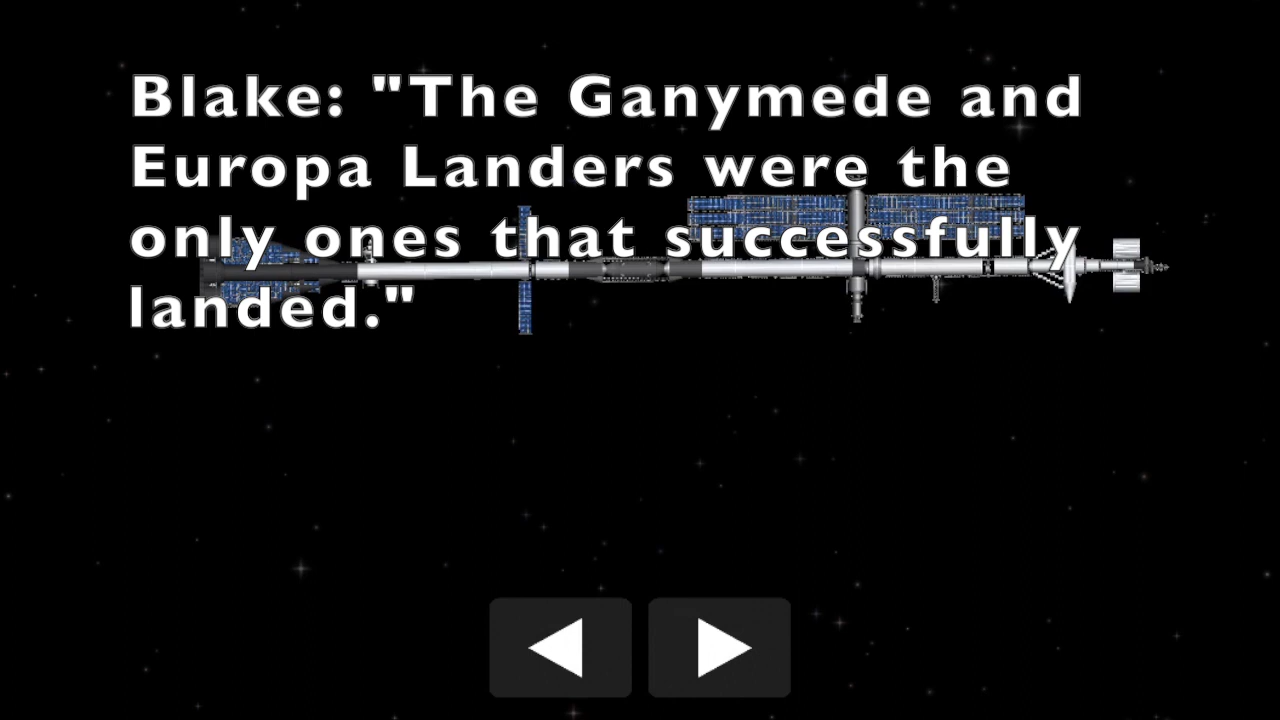 Blake: "The Ganymede and
Europa Landers were the
only ones that successfully
landed."